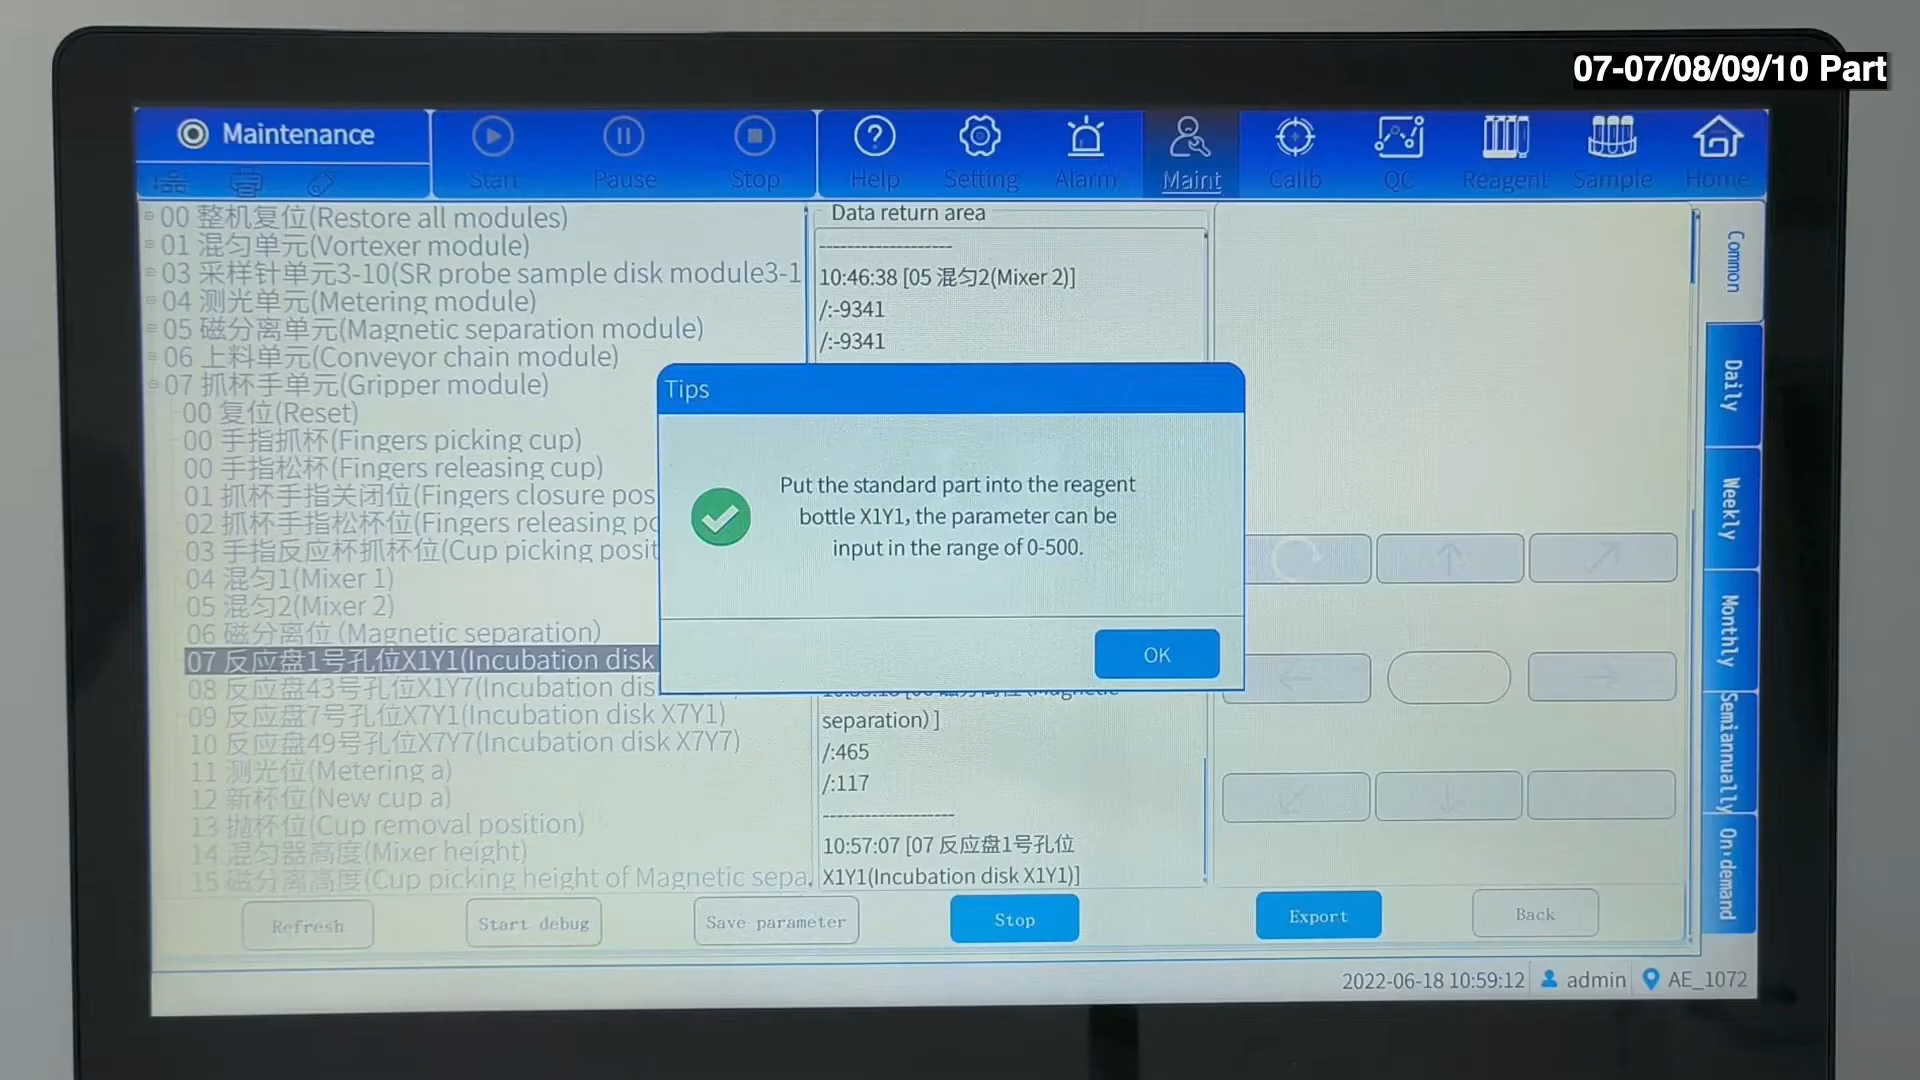 07-07/08/09/10 Part
Maintenance
Start
Pause
Stop
Help
Setting
Alarm
Maint
Calib
QC
Reagent
Sample
Home
00 整机复位(Restore all modules)
01 混匀单元(Vortexer module)
03 采样针单元3-10(SR probe sample disk module3-1
04 测光单元(Metering module)
05 磁分离单元(Magnetic separation module)
06 上料单元(Conveyor chain module)
07 抓杯手单元(Gripper module)
00 复位(Reset)
00 手指抓杯(Fingers picking cup)
00 手指松杯(Fingers releasing cup)
01 抓杯手指关闭位(Fingers closure pos
02 抓杯手指松杯位(Fingers releasing po
03 手指反应杯抓杯位(Cup picking posit
04 混匀1(Mixer 1)
05 混匀2(Mixer 2)
06 磁分离位(Magnetic separation)
07 反应盘1号孔位X1Y1(Incubation disk
08 反应盘43号孔位X1Y7(Incubation dis
09 反应盘7号孔位X7Y1(Incubation disk X7Y1)
10 反应盘49号孔位X7Y7(Incubation disk X7Y7)
11 测光位(Metering a)
12 新杯位(New cup a)
13 抛杯位(Cup removal position)
14 混匀器高度(Mixer height)
15 磁分离高度(Cup picking height of Magnetic sepa.
Data return area
-------------------
10:46:38 [05 混匀2(Mixer 2)]
/:-9341
/:-9341
Tips
Put the standard part into the reagent
bottle X1Y1, the parameter can be
input in the range of 0-500.
OK
separation)]
/:465
/:117
-------------------
10:57:07 [07 反应盘1号孔位
X1Y1(Incubation disk X1Y1)]
Common
Daily
Weekly
Monthly
Semiannually
On-demand
Refresh
Start debug
Save parameter
Stop
Export
Back
2022-06-18 10:59:12
admin
AE_1072